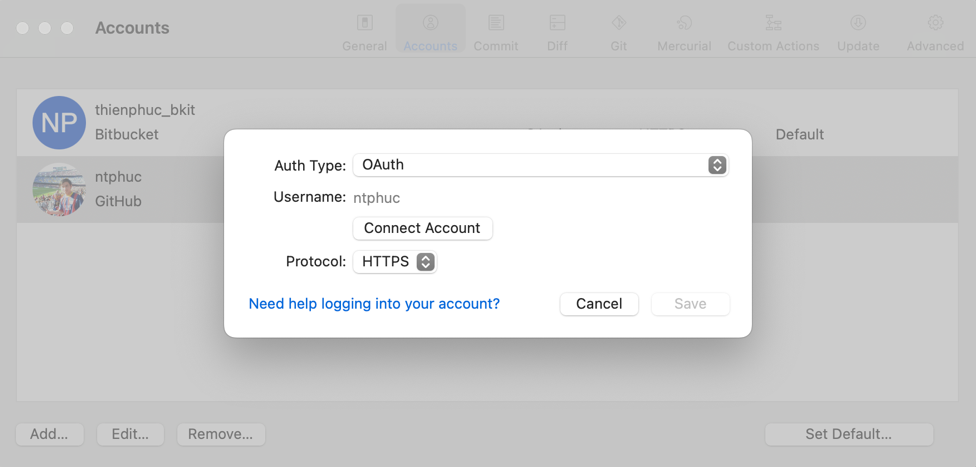 Accounts
General Accounts Commit Diff Git Mercurial Custom Actions Update Advanced
NP
thienphuc_bkit
Bitbucket
Default
ntphuc
GitHub
Auth Type: OAuth
Username: ntphuc
Connect Account
Protocol: HTTPS
Need help logging into your account?
Cancel Save
Add... Edit... Remove... Set Default...